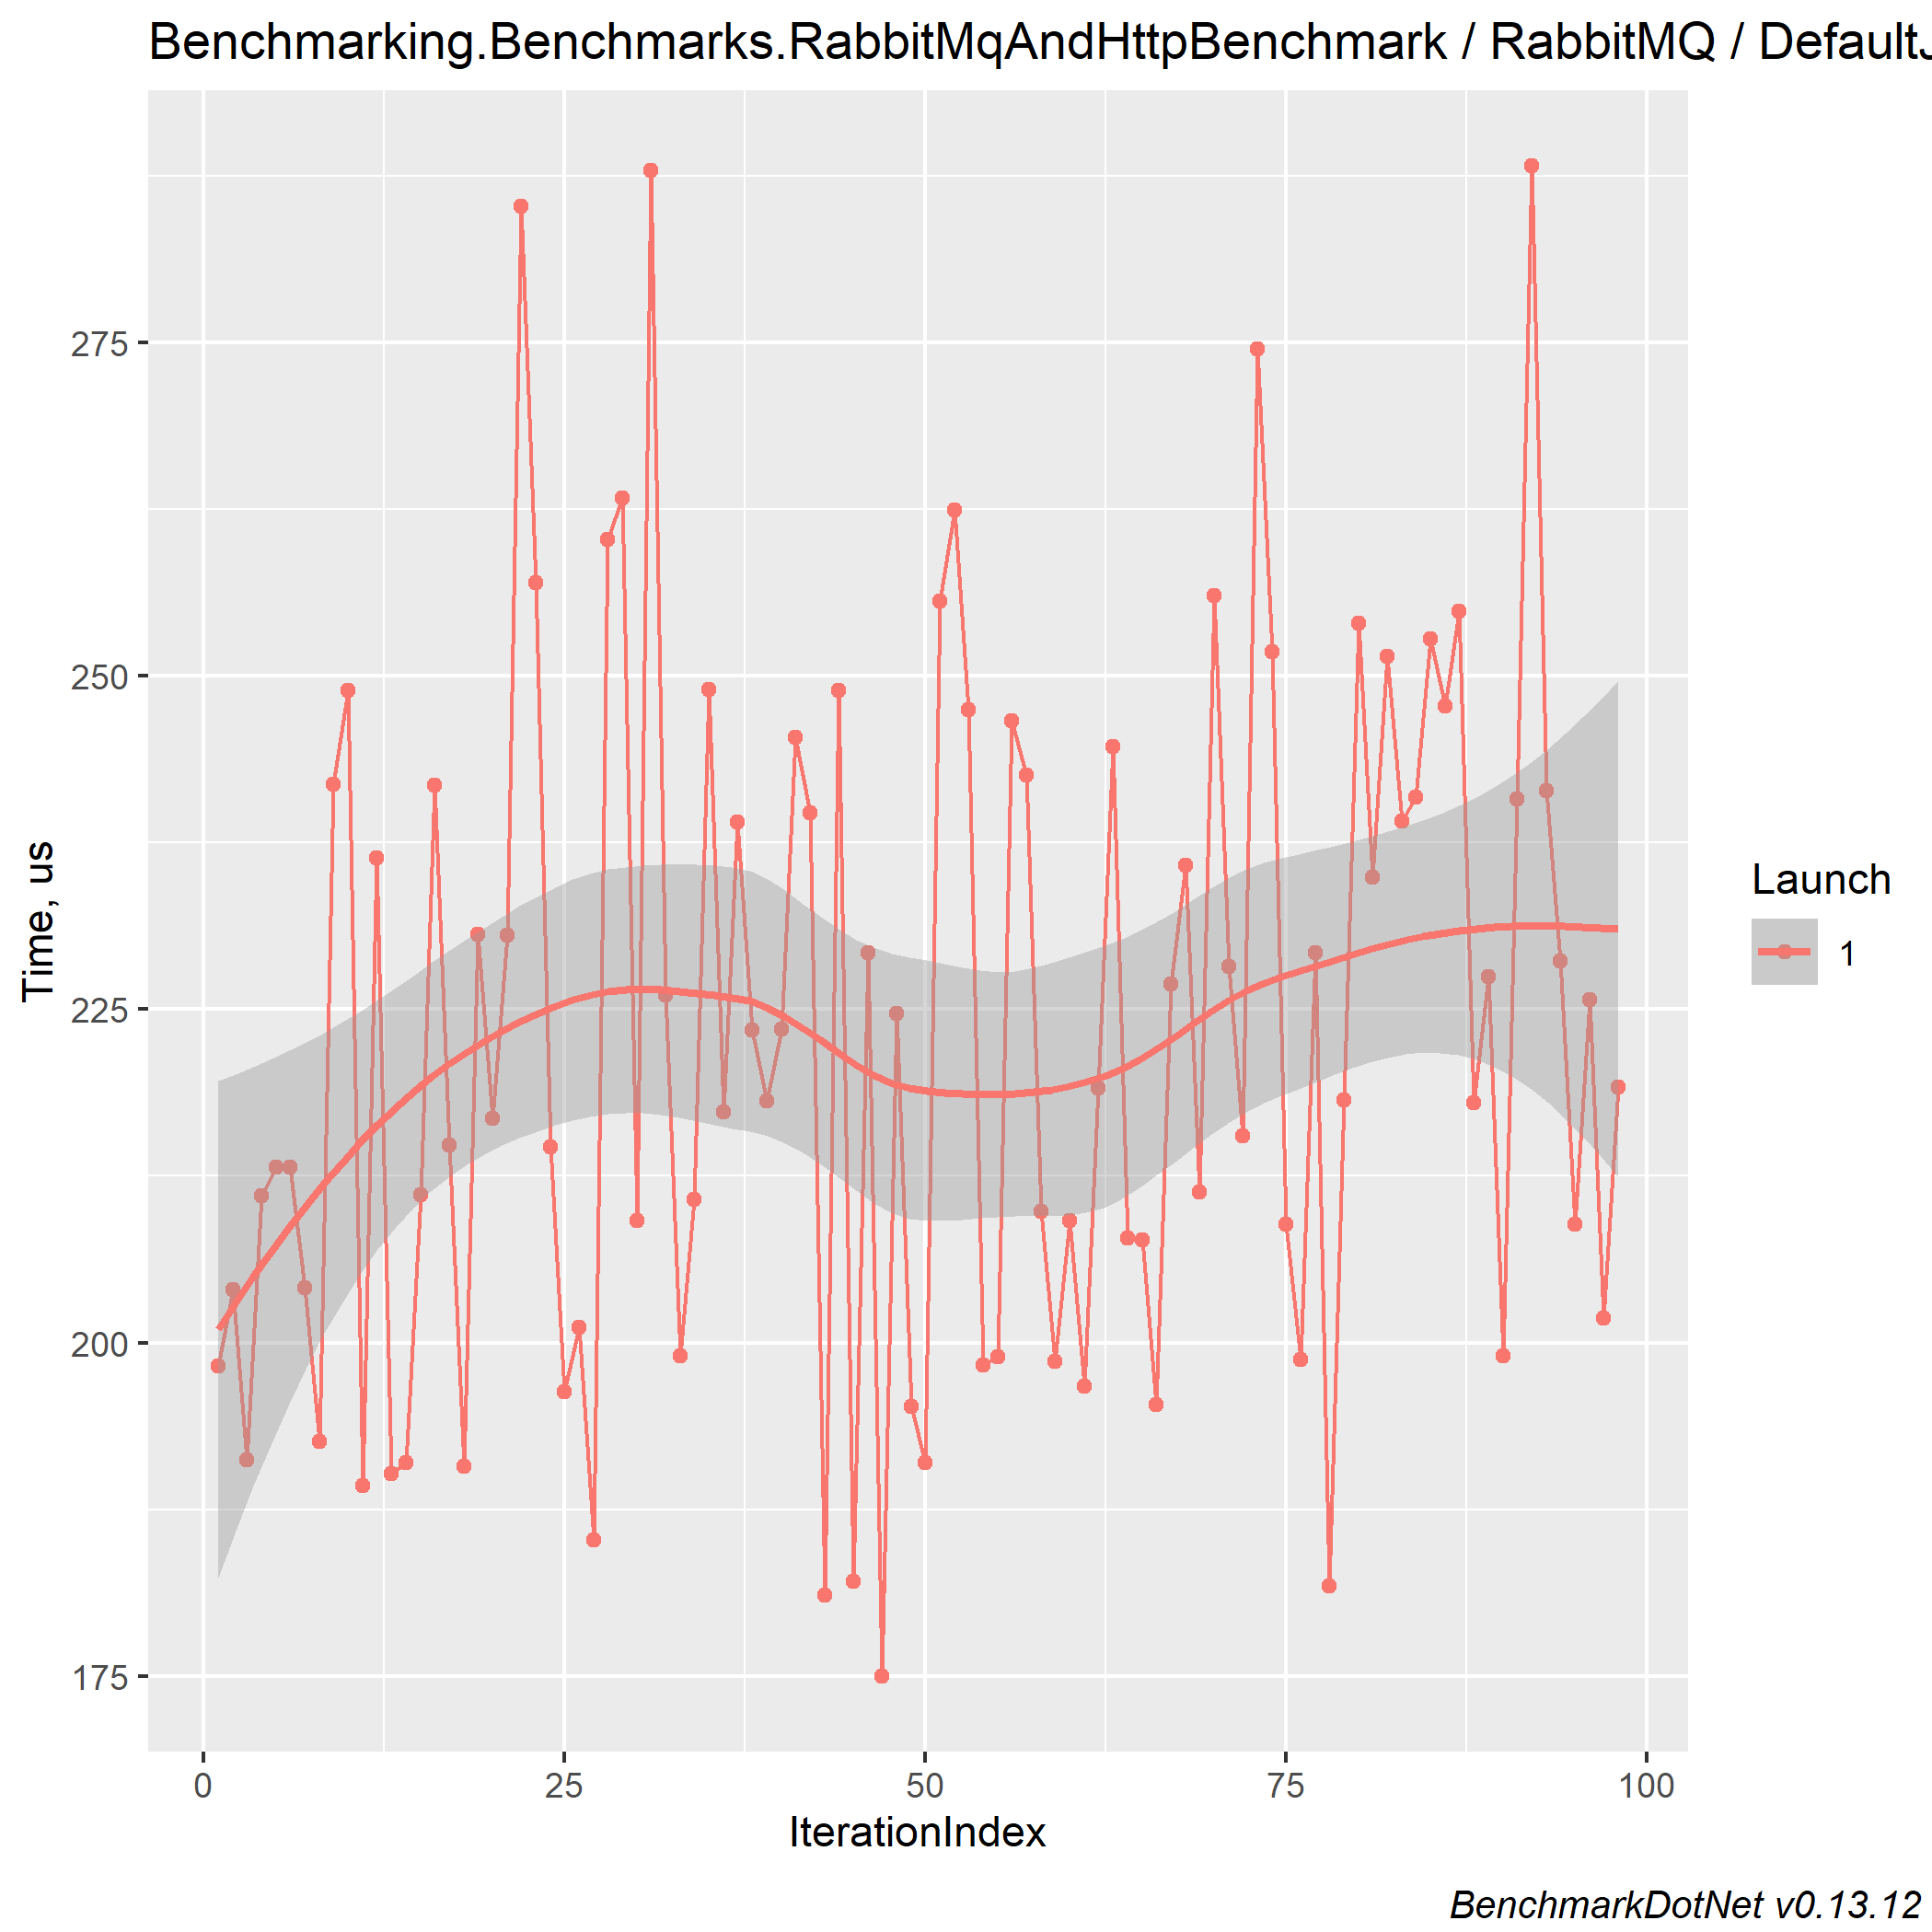 Benchmarking.Benchmarks.RabbitMqAndHttpBenchmark / RabbitMQ / DefaultJ
275
250
225
200
175
Time, us
0 25 50 75 100
IterationIndex
Launch
1
BenchmarkDotNet v0.13.12